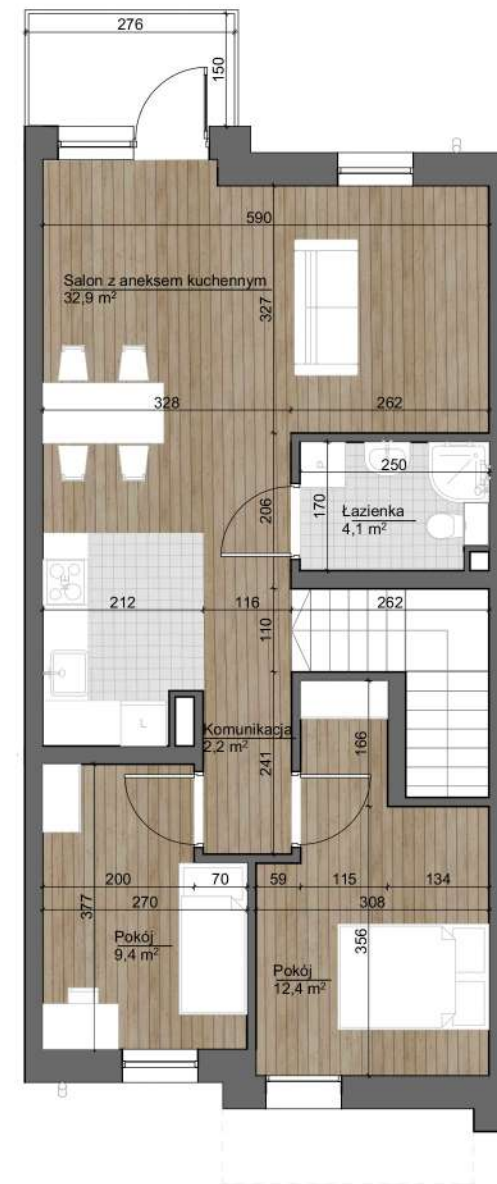 276
150
590
Salon z aneksem kuchennym
32,9 m²
327
328
262
250
206
170
Łazienka
4,1 m²
212
116
262
110
Komunikacja
2,2 m²
241
166
L
200
70
59
115
134
377
270
308
356
Pokój
9,4 m²
Pokój
12,4 m²